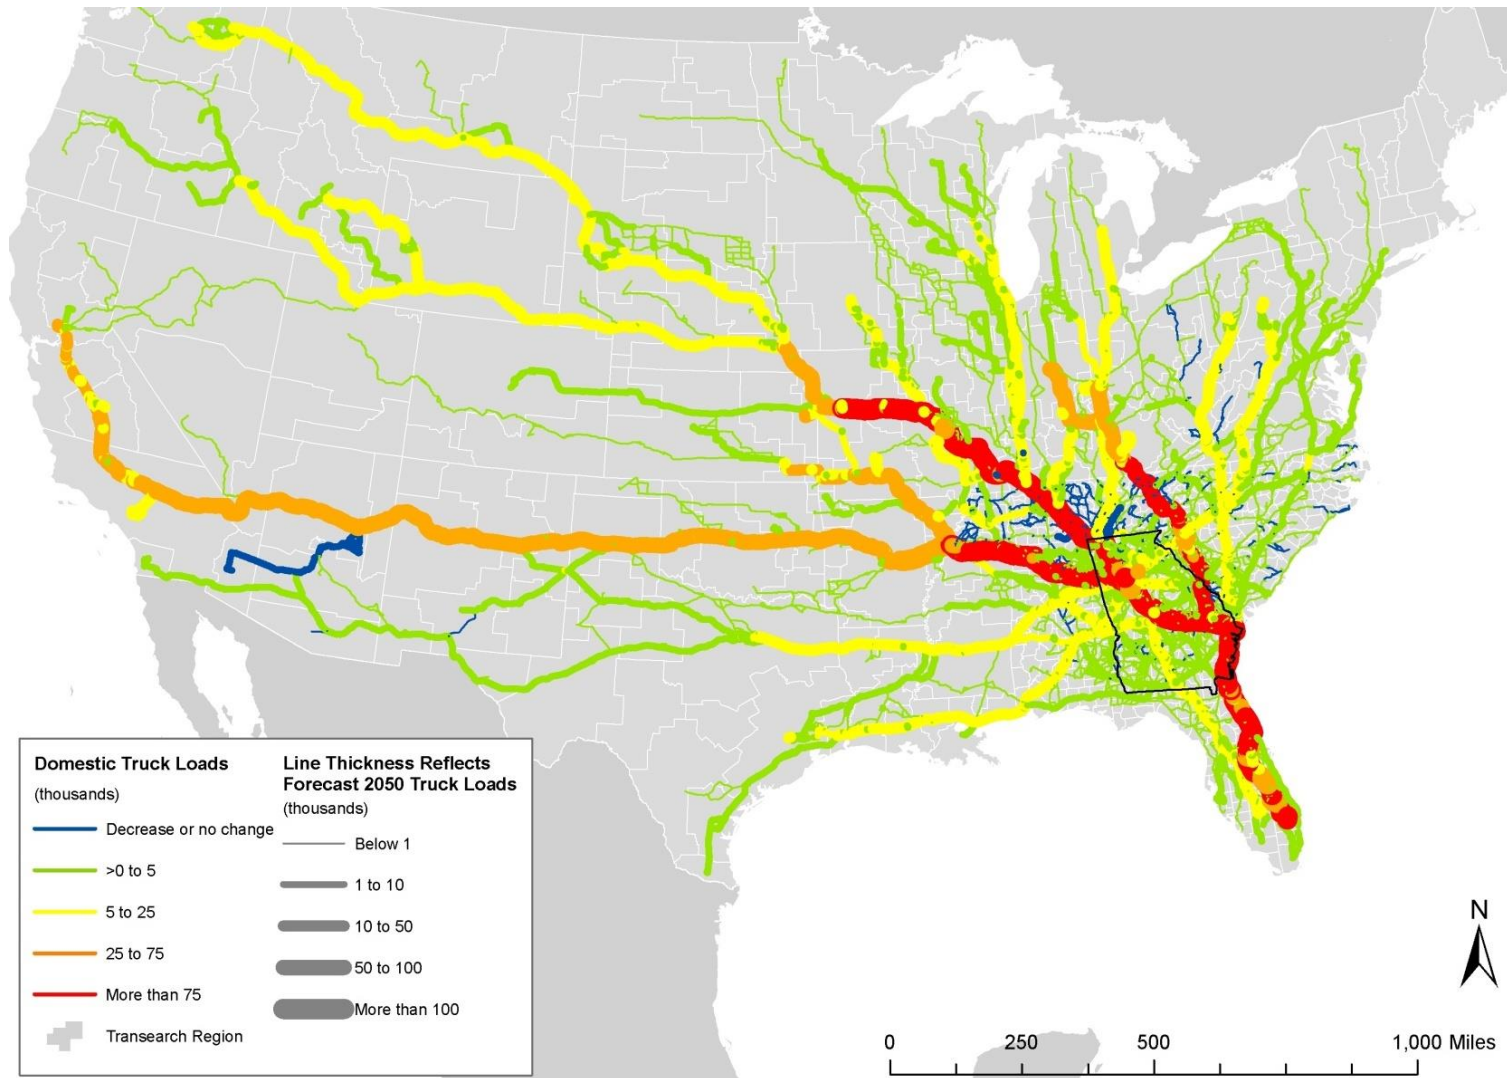 Domestic Truck Loads
(thousands)
Decrease or no change
>0 to 5
5 to 25
25 to 75
More than 75
Transearch Region
Line Thickness Reflects
Forecast 2050 Truck Loads
(thousands)
Below 1
1 to 10
10 to 50
50 to 100
More than 100
N
0 250 500 1,000 Miles